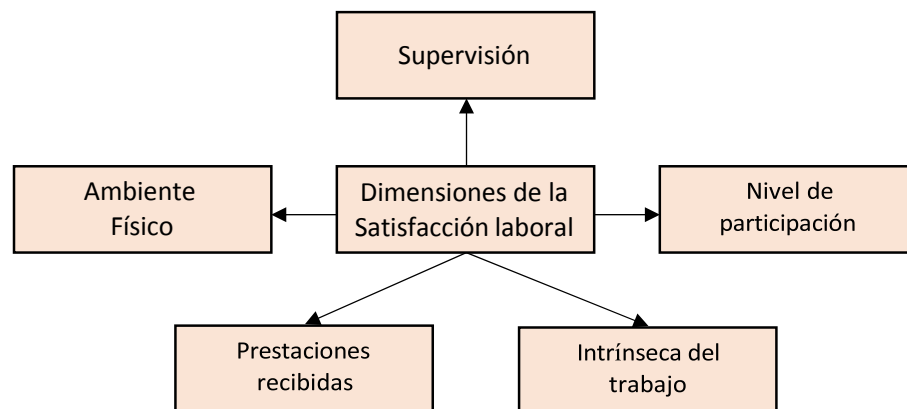 Supervisión
Ambiente
Físico
Dimensiones de la
Satisfacción laboral
Nivel de
participación
Prestaciones
recibidas
Intrínseca del
trabajo